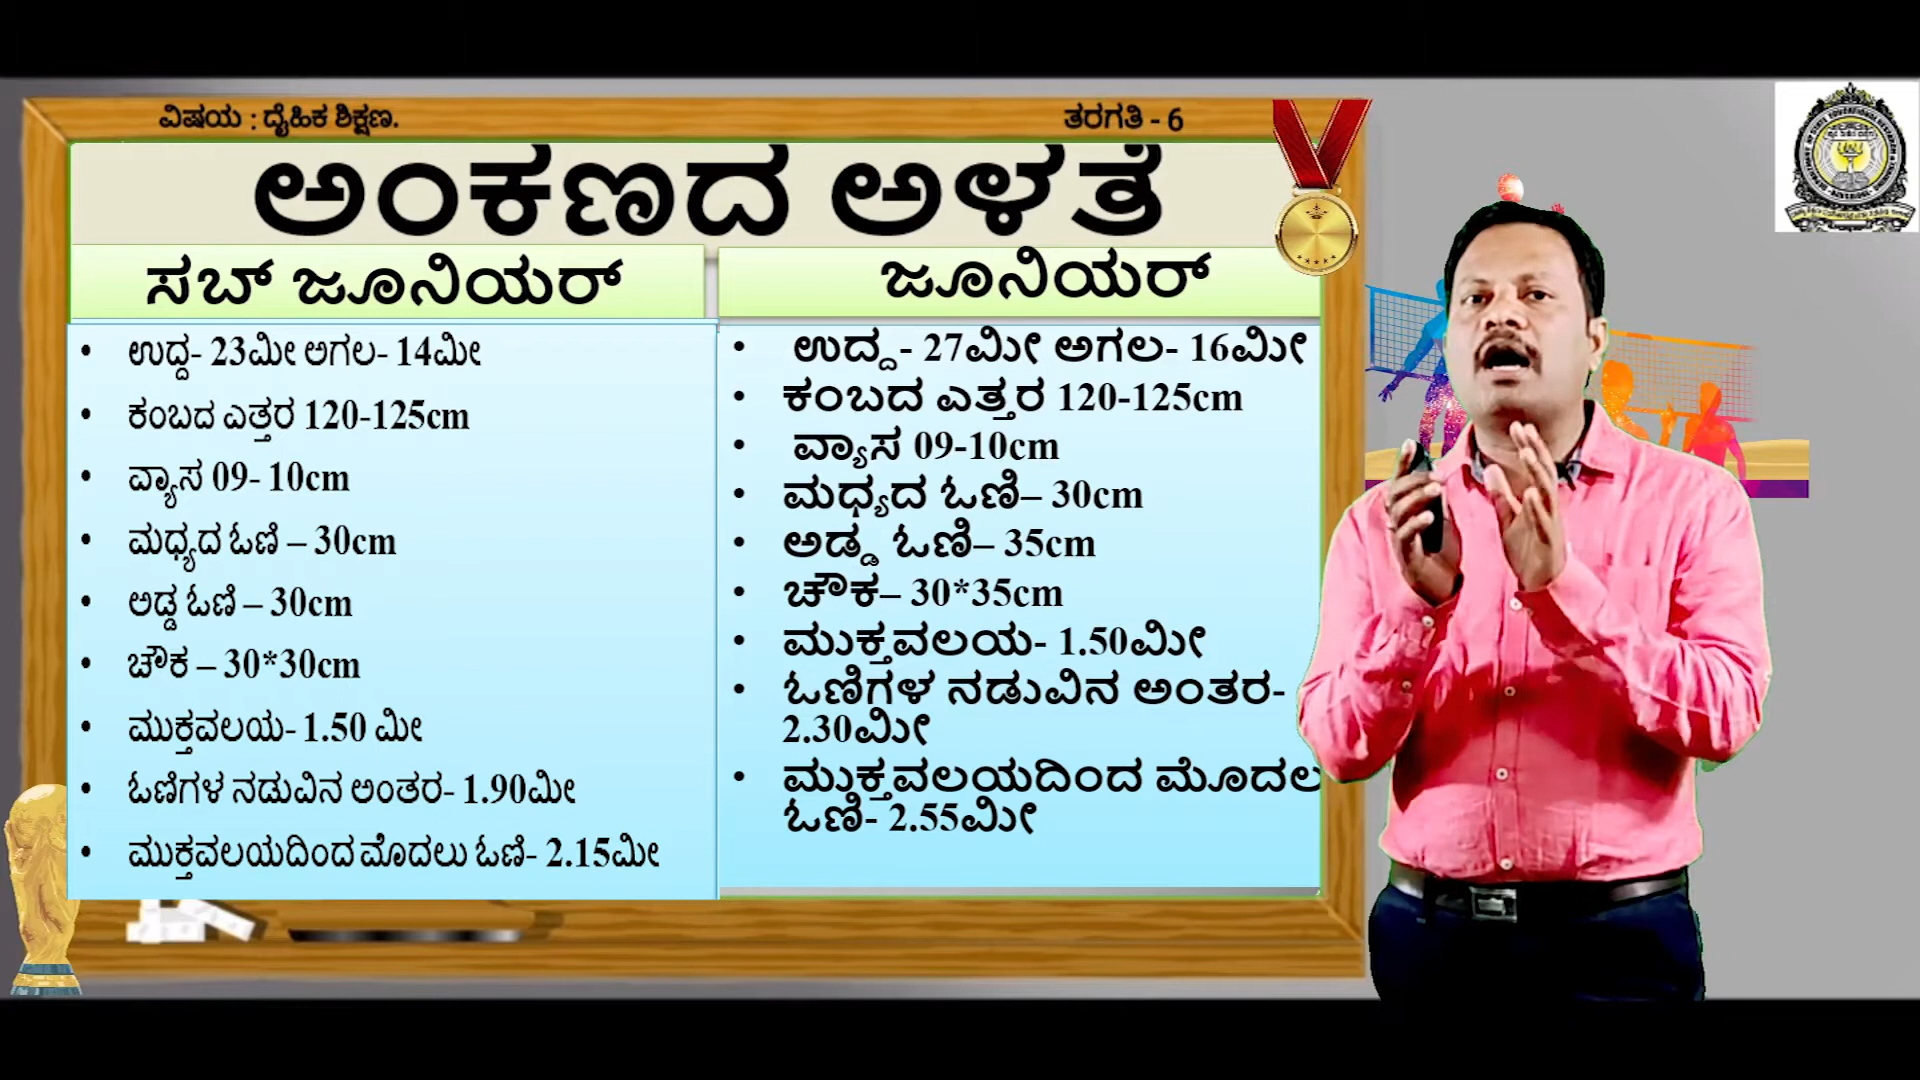 ವಿಷಯ : ದೈಹಿಕ ಶಿಕ್ಷಣ.
ತರಗತಿ - 6
ಅಂಕಣದ ಅಳತೆ
ಸಬ್ ಜೂನಿಯರ್
ಉದ್ದ- 23ಮೀ ಅಗಲ- 14ಮೀ
ಕಂಬದ ಎತ್ತರ 120-125cm
ವ್ಯಾಸ 09- 10cm
ಮಧ್ಯದ ಓಣಿ – 30cm
ಅಡ್ಡ ಓಣಿ – 30cm
ಚೌಕ – 30*30cm
ಮುಕ್ತವಲಯ- 1.50 ಮೀ
ಓಣಿಗಳ ನಡುವಿನ ಅಂತರ- 1.90ಮೀ
ಮುಕ್ತವಲಯದಿಂದ ಮೊದಲು ಓಣಿ- 2.15ಮೀ
ಜೂನಿಯರ್
ಉದ್ದ- 27ಮೀ ಅಗಲ- 16ಮೀ
ಕಂಬದ ಎತ್ತರ 120-125cm
ವ್ಯಾಸ 09-10cm
ಮಧ್ಯದ ಓಣಿ– 30cm
ಅಡ್ಡ ಓಣಿ– 35cm
ಚೌಕ– 30*35cm
ಮುಕ್ತವಲಯ- 1.50ಮೀ
ಓಣಿಗಳ ನಡುವಿನ ಅಂತರ-
2.30ಮೀ
ಮುಕ್ತವಲಯದಿಂದ ಮೊದಲ
ಓಣಿ- 2.55ಮೀ